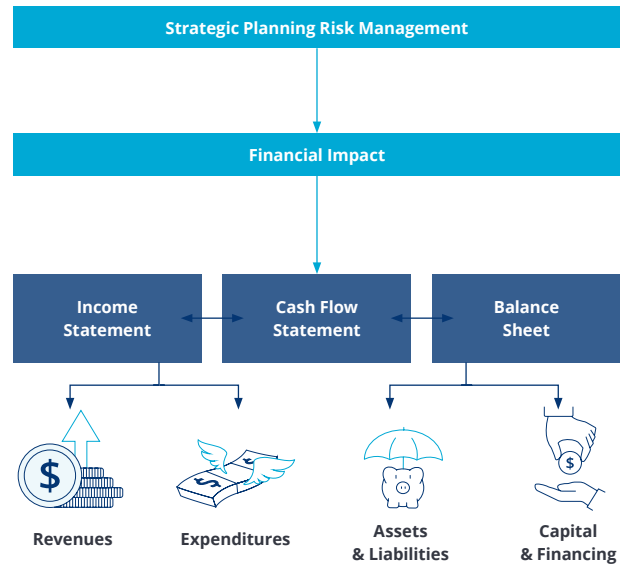 Strategic Planning Risk Management
Financial Impact
Income
Statement
Cash Flow
Statement
Balance
Sheet
$
$
$
$
Revenues
Expenditures
Assets
& Liabilities
Capital
& Financing